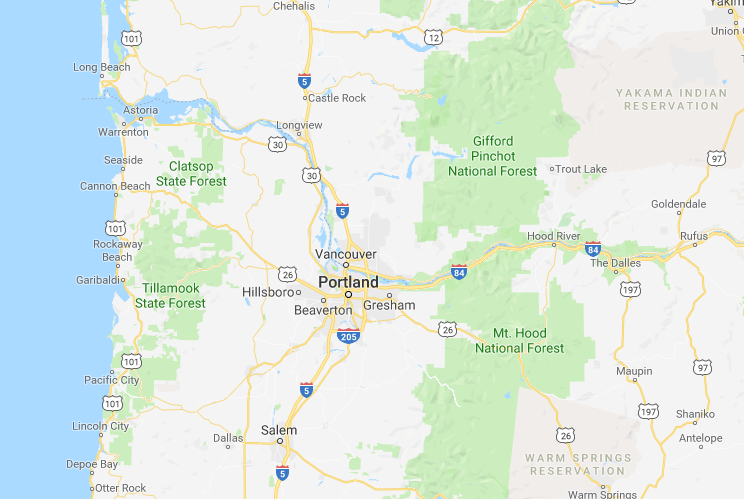 Chehalis
Yakim
Union G
101
12
Long Beach
5
Castle Rock
YAKAMA INDIAN
RESERVATION
Astoria
Warrenton
Longview
30
Gifford
Pinchot
National Forest
97
Seaside
Clatsop
State Forest
30
Trout Lake
Cannon Beach
5
Goldendale
101
Rockaway
Beach
Hood River
84
Rufus
Vancouver
84
The Dalles
Garibaldi
26
Portland
Tillamook
State Forest
Hillsboro
Gresham
197
Beaverton
205
26
Mt. Hood
National Forest
101
Pacific City
Maupin
97
5
101
197
Shaniko
Lincoln City
Salem
Dallas
26
Antelope
Depoe Bay
5
WARM SPRINGS
RESERVATION
Otter Rock
Warm Springs